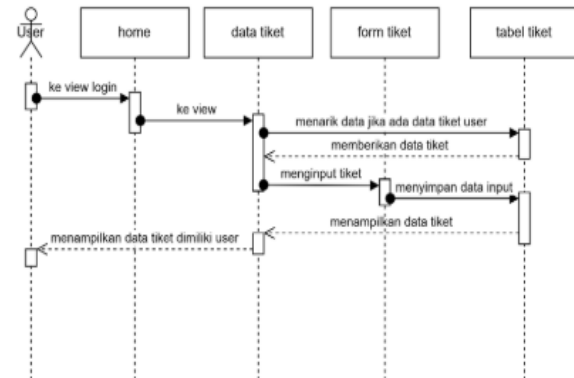 User
home
data tiket
form tiket
tabel tiket
ke view login
ke view
menarik data jika ada data tiket user
memberikan data tiket
menginput tiket
menyimpan data input
menampilkan data tiket
menampilkan data tiket dimiliki user